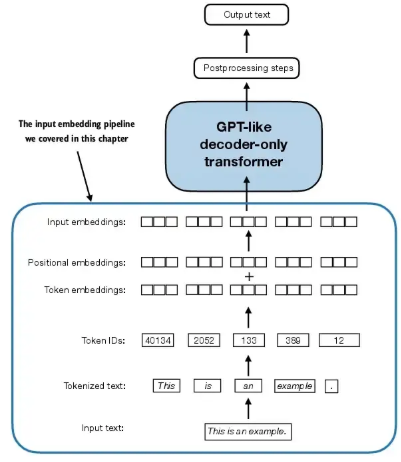 Output text
Postprocessing steps
The input embedding pipeline
we covered in this chapter
GPT-like
decoder-only
transformer
Input embeddings:
Positional embeddings:
+
Token embeddings:
Token IDs: 40134 2052 133 389 12
Tokenized text: This is an example .
Input text: This is an example.